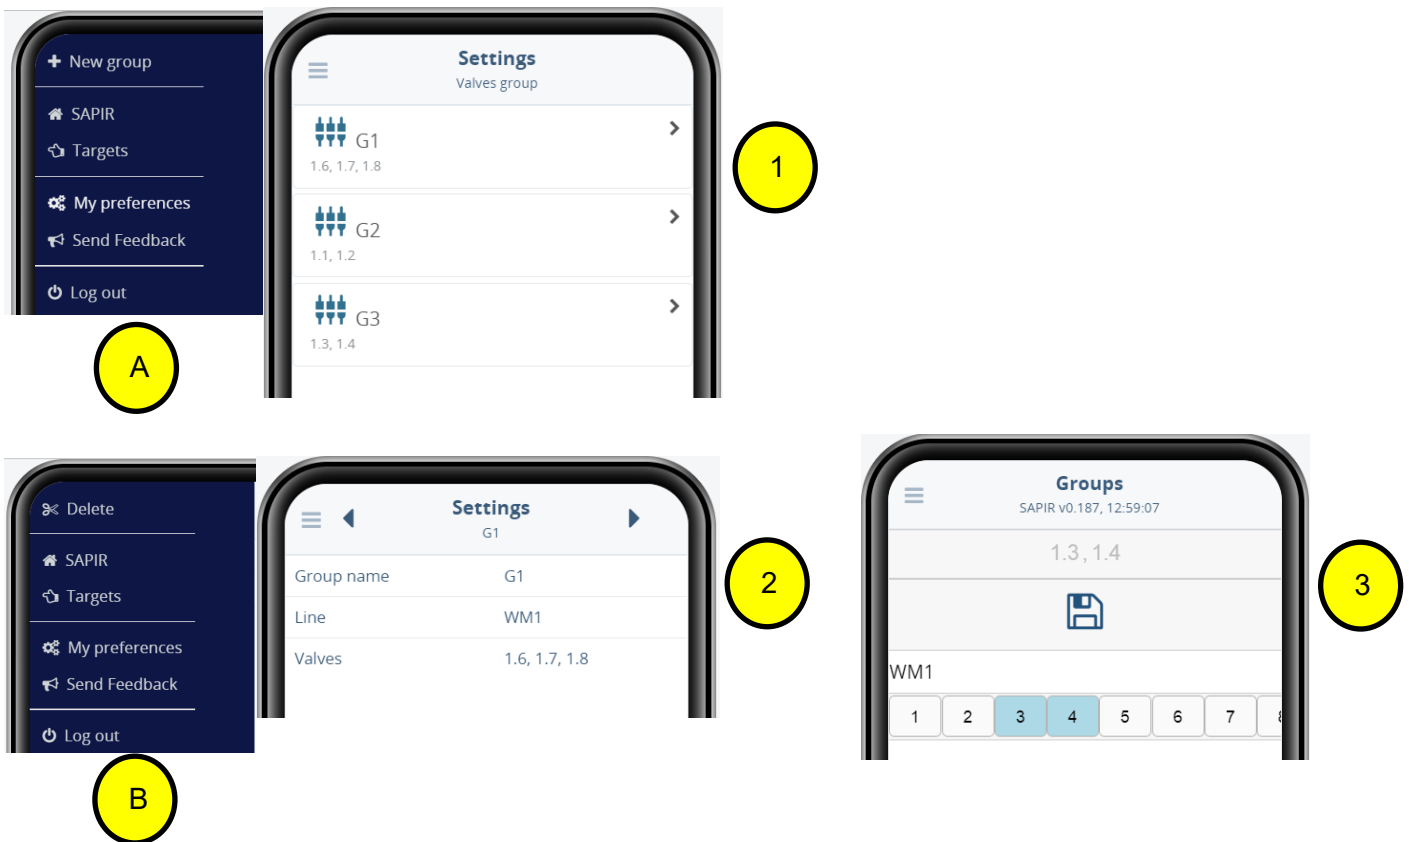 New group
SAPIR
Targets
My preferences
Send Feedback
Log out
A
Settings
Valves group
G1
1.6, 1.7, 1.8
G2
1.1, 1.2
G3
1.3, 1.4
1
Delete
SAPIR
Targets
My preferences
Send Feedback
Log out
B
Settings
G1
Group name G1
Line WM1
Valves 1.6, 1.7, 1.8
2
Groups
SAPIR v0.187, 12:59:07
1.3 , 1.4
WM1
1 2 3 4 5 6 7 8
3